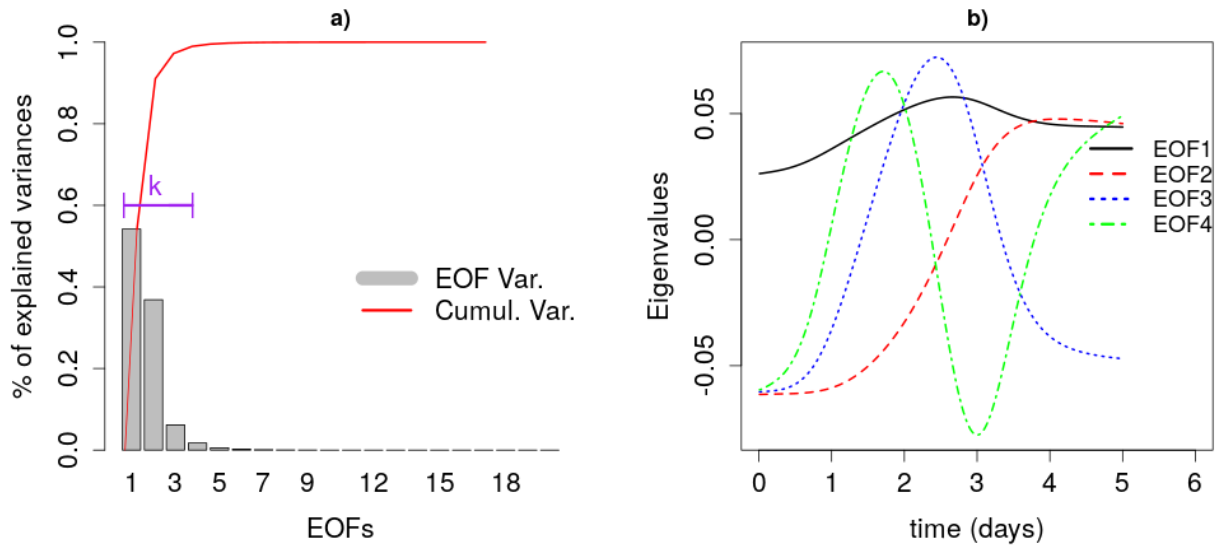 a)
% of explained variances
1.0
0.8
0.6
0.4
0.2
0.0
k
EOF Var.
Cumul. Var.
1 3 5 7 9 12 15 18
EOFs
b)
Eigenvalues
0.05
0.00
-0.05
EOF1
EOF2
EOF3
EOF4
0 1 2 3 4 5 6
time (days)